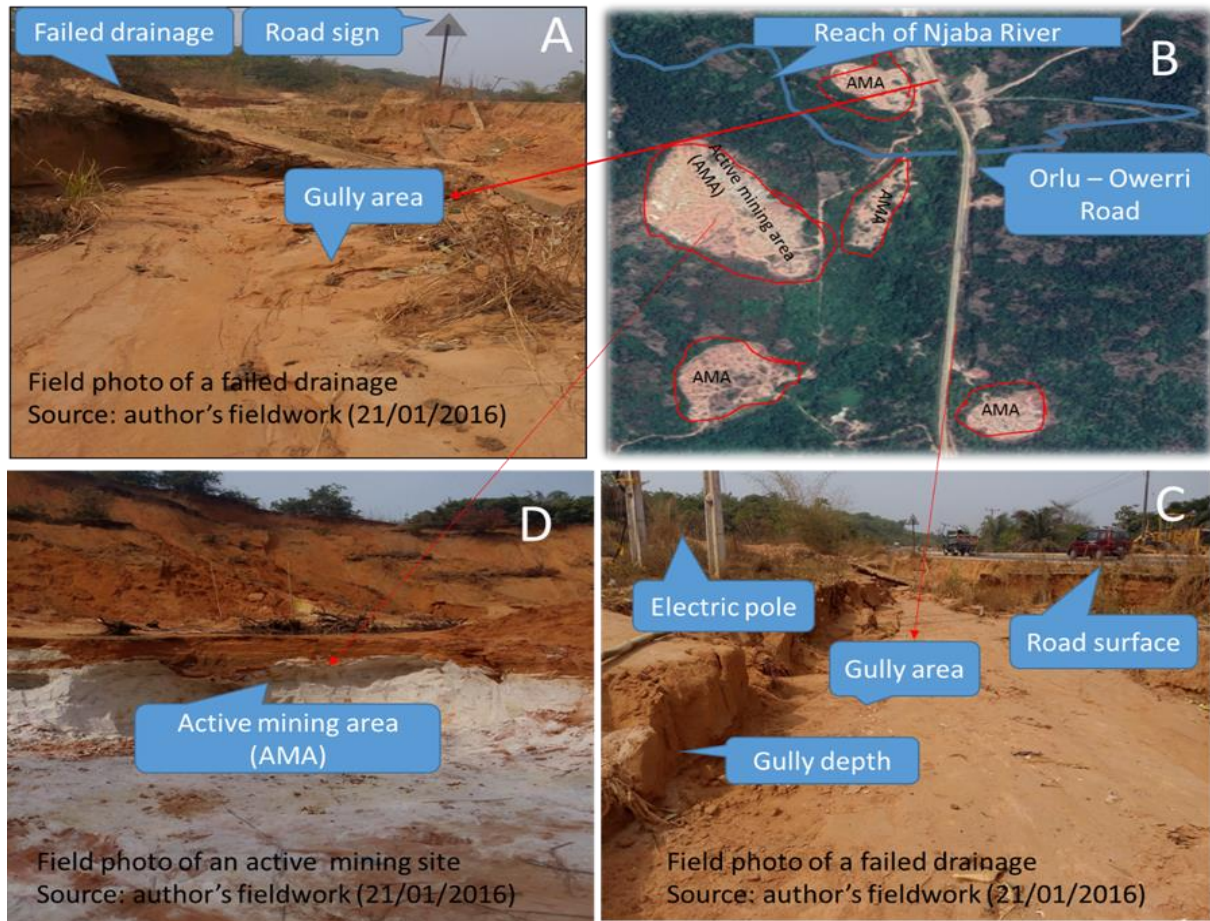 Failed drainage
Road sign
A
Gully area
Field photo of a failed drainage
Source: author's fieldwork (21/01/2016)
Reach of Njaba River
B
AMA
Active mining area
(AMA)
AMA
Orlu – Owerri
Road
AMA
AMA
D
Active mining area
(AMA)
Field photo of an active mining site
Source: author's fieldwork (21/01/2016)
C
Electric pole
Road surface
Gully area
Gully depth
Field photo of a failed drainage
Source: author's fieldwork (21/01/2016)